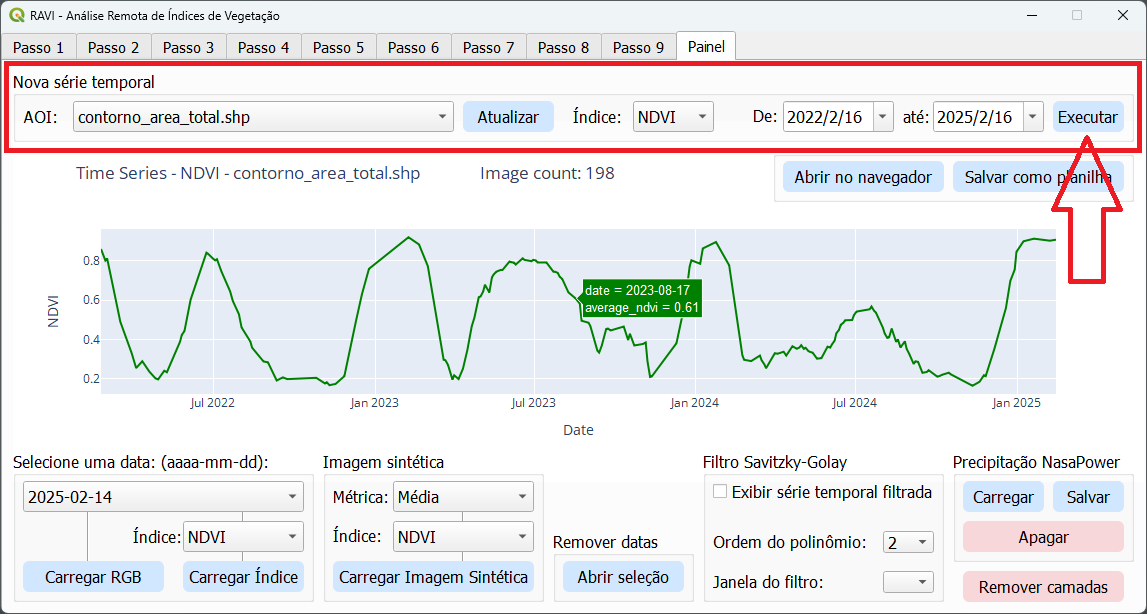 RAVI - Análise Remota de Índices de Vegetação
Passo 1 Passo 2 Passo 3 Passo 4 Passo 5 Passo 6 Passo 7 Passo 8 Passo 9 Painel
Nova série temporal
AOI: contorno_area_total.shp Atualizar Índice: NDVI De: 2022/2/16 até: 2025/2/16 Executar
Time Series - NDVI - contorno_area_total.shp Image count: 198 Abrir no navegador Salvar como planilha
0.8
date = 2023-08-17
0.6
average_ndvi = 0.61
NDVI
0.4
0.2
Jul 2022 Jan 2023 Jul 2023 Jan 2024 Jul 2024 Jan 2025
Date
Selecione uma data: (aaaa-mm-dd): Imagem sintética Filtro Savitzky-Golay Precipitação NasaPower
2025-02-14 Métrica: Média Exibir série temporal filtrada Carregar Salvar
Índice: NDVI Índice: NDVI Remover datas Ordem do polinômio: 2 Apagar
Carregar RGB Carregar Índice Carregar Imagem Sintética Abrir seleção Janela do filtro: Remover camadas